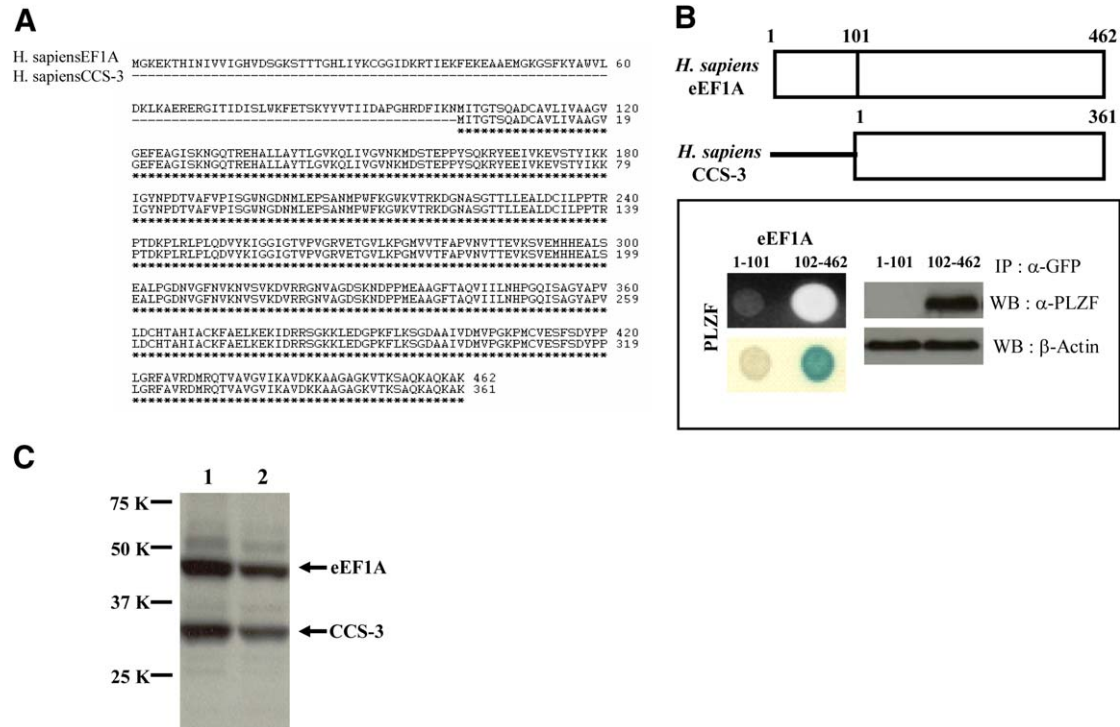 A
H. sapiensEF1A
H. sapiensCCS-3
MGKEKTHINIVVIGHVDSGKSTTTGHLIYKCGGIDKRTIEKFEKEAAEMGKGSFKYAWVL 60
------------------------------------------------------------
DKLKAERERGITIDISLWKFETSKYYVTIIDAPGHRDFIKNMITGTSQADCAVLIVAAGV 120
-----------------------------------------MITGTSQADCAVLIVAAGV 19
*******************
GEFEAGISKNGQTREHALLAYTLGVKQLIVGVNKMDSTEPPYSQKRYEEIVKEVSTYIKK 180
GEFEAGISKNGQTREHALLAYTLGVKQLIVGVNKMDSTEPPYSQKRYEEIVKEVSTYIKK 79
************************************************************
IGYNPDTVAFVPISGWNGDNMLEPSANMPWFKGWKVTRKDGNASGTTLLEALDCILPPTR 240
IGYNPDTVAFVPISGWNGDNMLEPSANMPWFKGWKVTRKDGNASGTTLLEALDCILPPTR 139
************************************************************
PTDKPLRLPLQDVYKIGGIGTVPVGRVETGVLKPGMVVTFAPVNVTTEVKSVEMHHEALS 300
PTDKPLRLPLQDVYKIGGIGTVPVGRVETGVLKPGMVVTFAPVNVTTEVKSVEMHHEALS 199
************************************************************
EALPGDNVGFNVKNVSVKDVRRGNVAGDSKNDPPMEAAGFTAQVIILNHPGQISAGYAPV 360
EALPGDNVGFNVKNVSVKDVRRGNVAGDSKNDPPMEAAGFTAQVIILNHPGQISAGYAPV 259
************************************************************
LDCHTAHIACKFAELKEKIDRRSGKKLEDGPKFLKSGDAAIVDMVPGKPMCVESFSDYPP 420
LDCHTAHIACKFAELKEKIDRRSGKKLEDGPKFLKSGDAAIVDMVPGKPMCVESFSDYPP 319
************************************************************
LGRFAVRDMRQTVAVGVIKAVDKKAAGAGKVTKSAQKAQKAK 462
LGRFAVRDMRQTVAVGVIKAVDKKAAGAGKVTKSAQKAQKAK 361
******************************************
B
1 101 462
H. sapiens
eEF1A
1 361
H. sapiens
CCS-3
eEF1A
1-101 102-462
PLZF
1-101 102-462 IP : α-GFP
WB : α-PLZF
WB : β-Actin
C
1 2
75 K
50 K
eEF1A
37 K
CCS-3
25 K